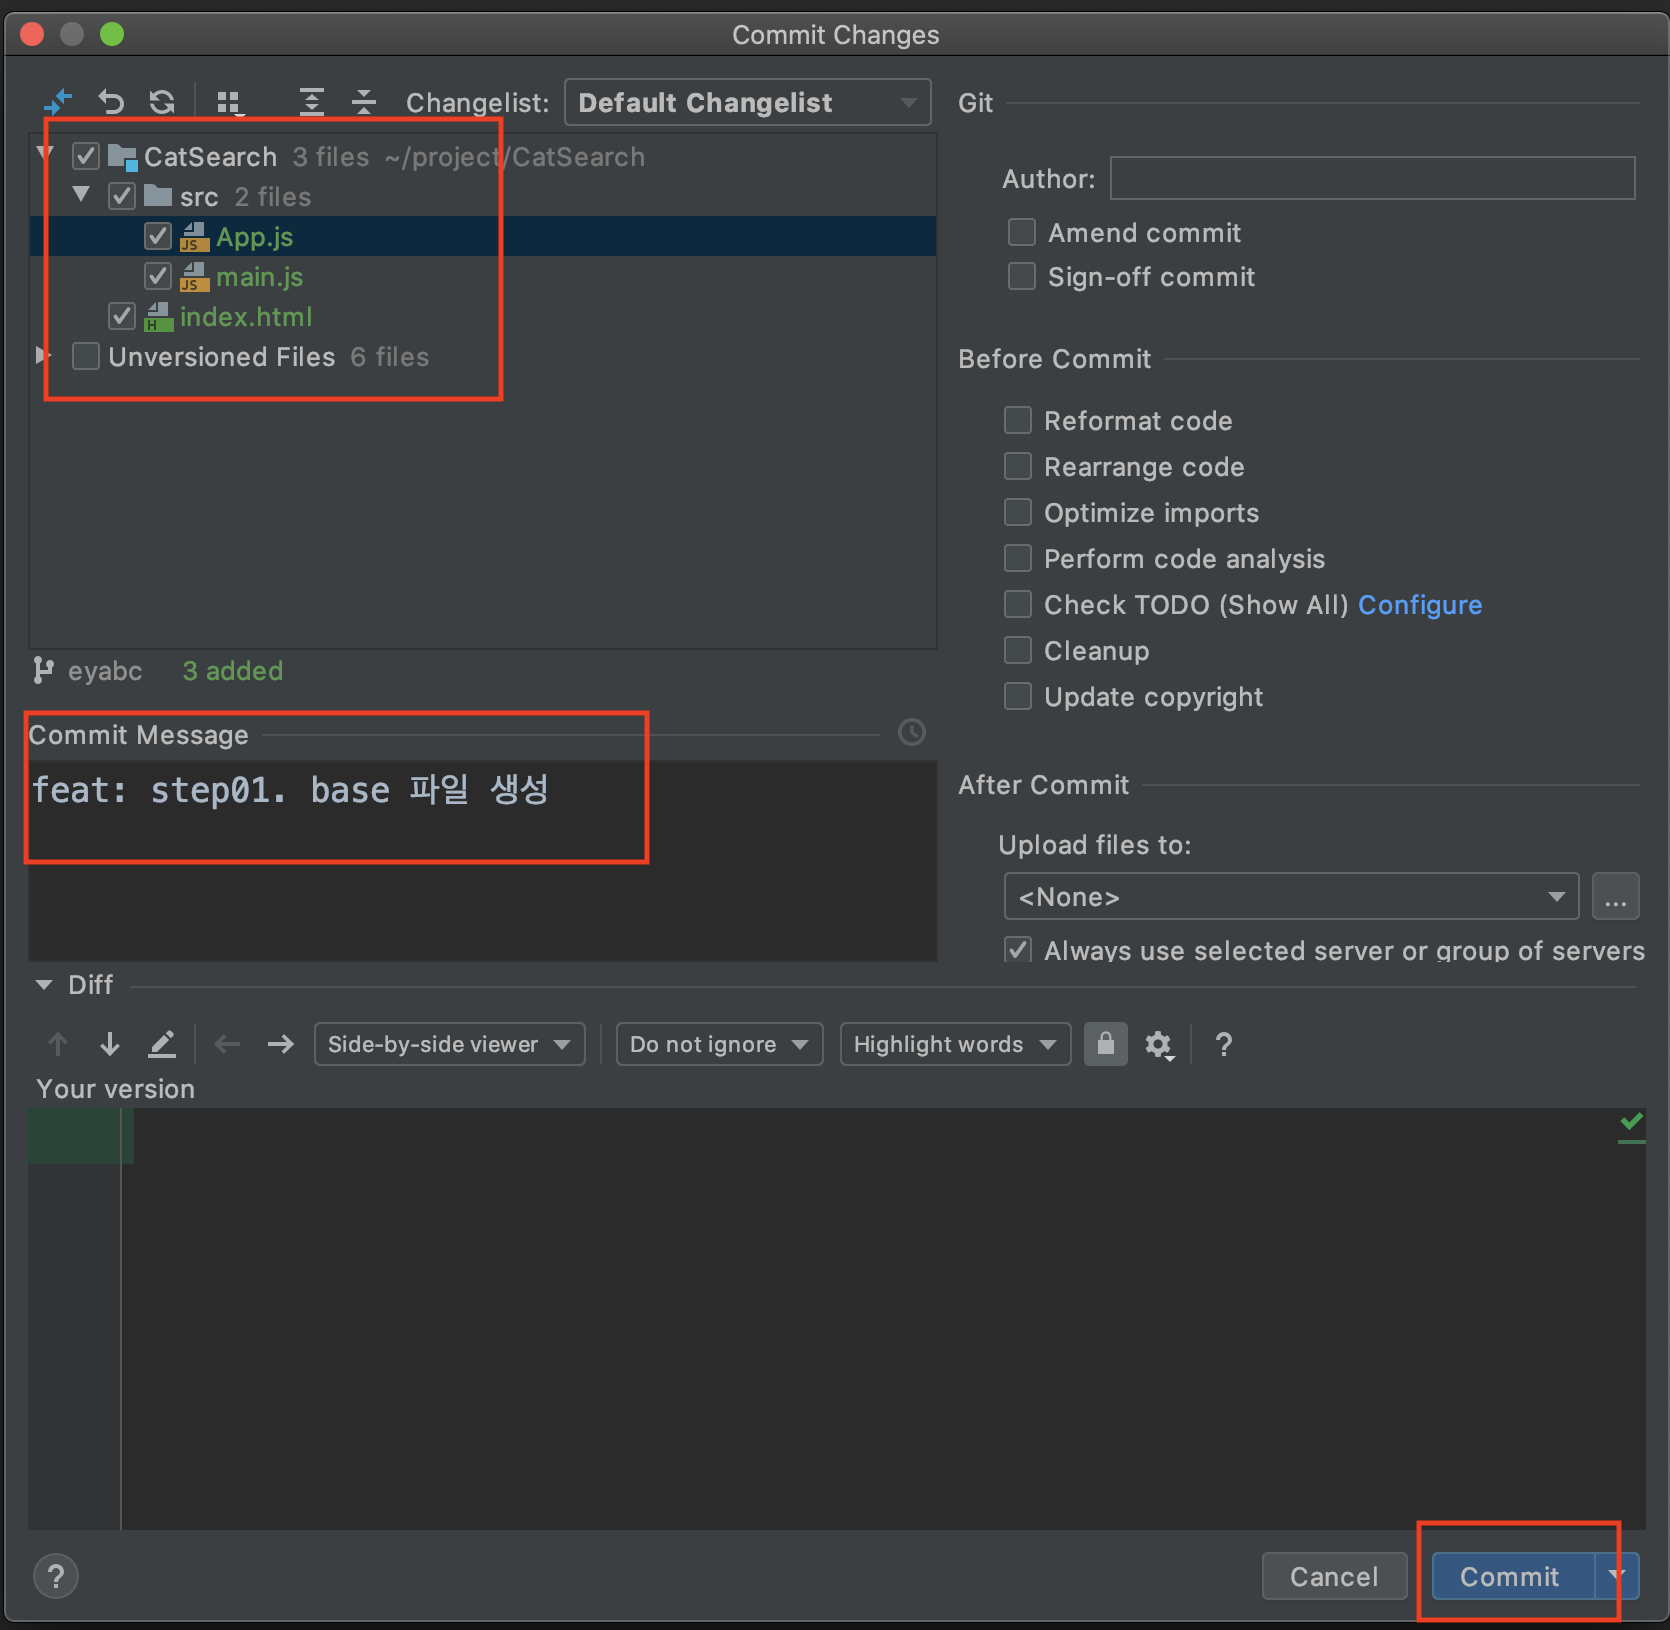 Commit Changes
Changelist: Default Changelist
CatSearch 3 files ~/project/CatSearch
src 2 files
JS App.js
JS main.js
H index.html
Unversioned Files 6 files
eyabc 3 added
Commit Message
feat: step01. base 파일 생성
Git
Author:
Amend commit
Sign-off commit
Before Commit
Reformat code
Rearrange code
Optimize imports
Perform code analysis
Check TODO (Show All) Configure
Cleanup
Update copyright
After Commit
Upload files to:
<None> ...
Always use selected server or group of servers
Diff
Side-by-side viewer Do not ignore Highlight words ?
Your version
? Cancel Commit